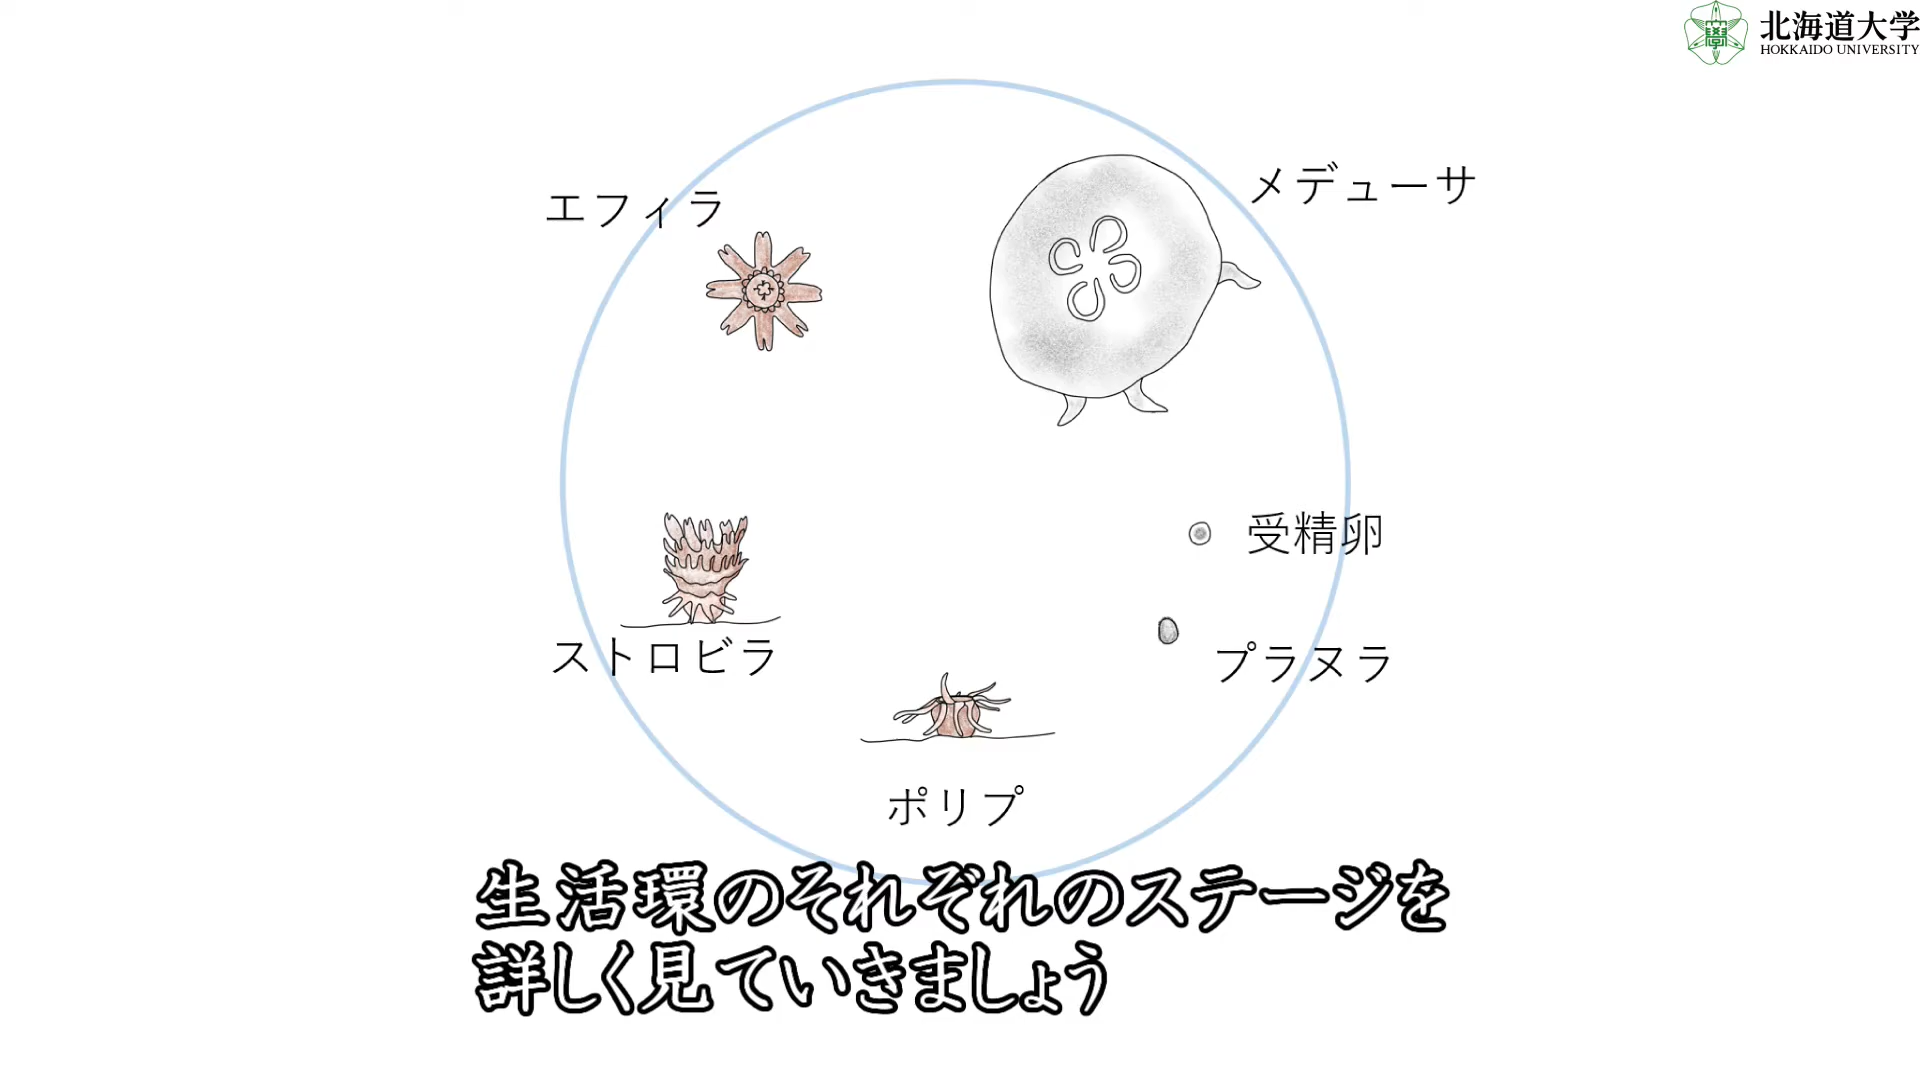 北海道大学
HOKKAIDO UNIVERSITY
メデューサ
エフィラ
受精卵
ストロビラ
プラヌラ
ポリプ
生活環のそれぞれのステージを
詳しく見ていきましょう